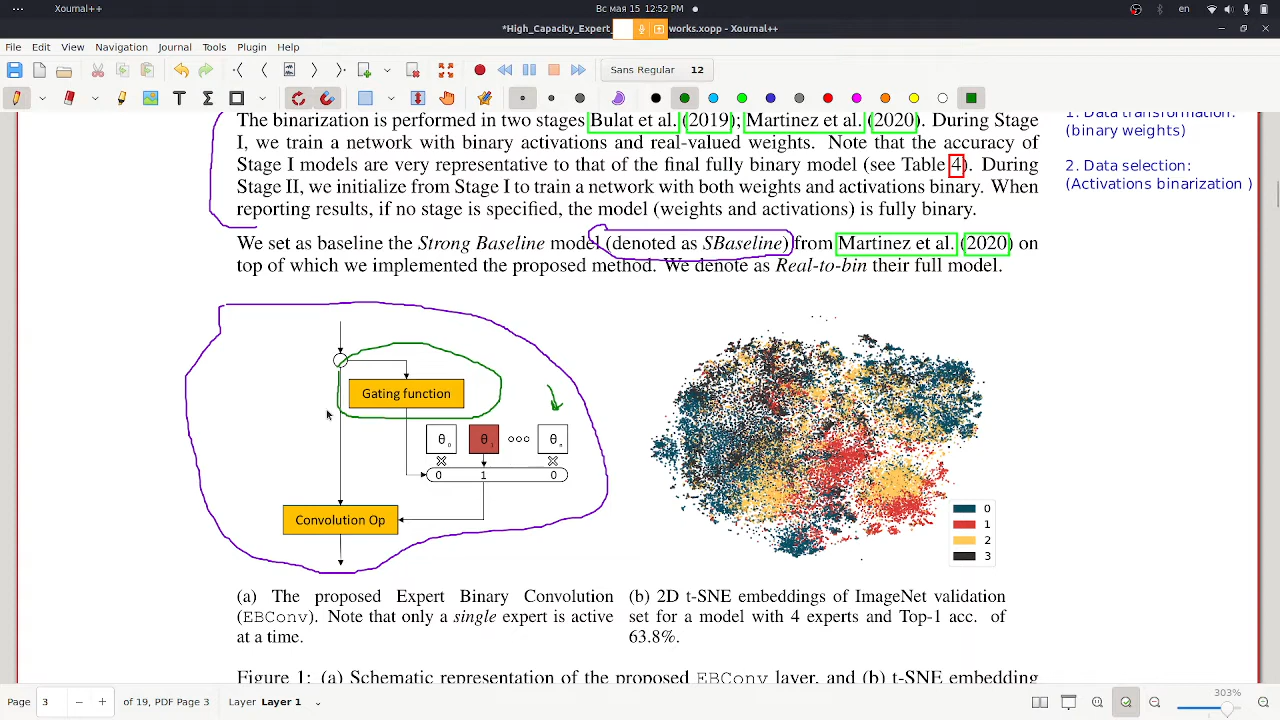 Xournal++
Вс мая 15 12:52 PM
en
*High_Capacity_Expert_ works.xopp - Xournal++
File Edit View Navigation Journal Tools Plugin Help
Sans Regular 12
The binarization is performed in two stages Bulat et al. (2019); Martinez et al. (2020). During Stage
I, we train a network with binary activations and real-valued weights. Note that the accuracy of
Stage I models are very representative to that of the final fully binary model (see Table 4). During
Stage II, we initialize from Stage I to train a network with both weights and activations binary. When
reporting results, if no stage is specified, the model (weights and activations) is fully binary.
We set as baseline the Strong Baseline model (denoted as SBaseline) from Martinez et al. (2020) on
top of which we implemented the proposed method. We denote as Real-to-bin their full model.
1. Data transformation:
(binary weights)
2. Data selection:
(Activations binarization )
Gating function
θ0 θ1 θn
0 1 0
Convolution Op
0
1
2
3
(a) The proposed Expert Binary Convolution
(EBConv). Note that only a single expert is active
at a time.
(b) 2D t-SNE embeddings of ImageNet validation
set for a model with 4 experts and Top-1 acc. of
63.8%.
Figure 1: (a) Schematic representation of the proposed EBConv layer, and (b) t-SNE embedding
Page 3 of 19, PDF Page 3 Layer Layer 1
303%